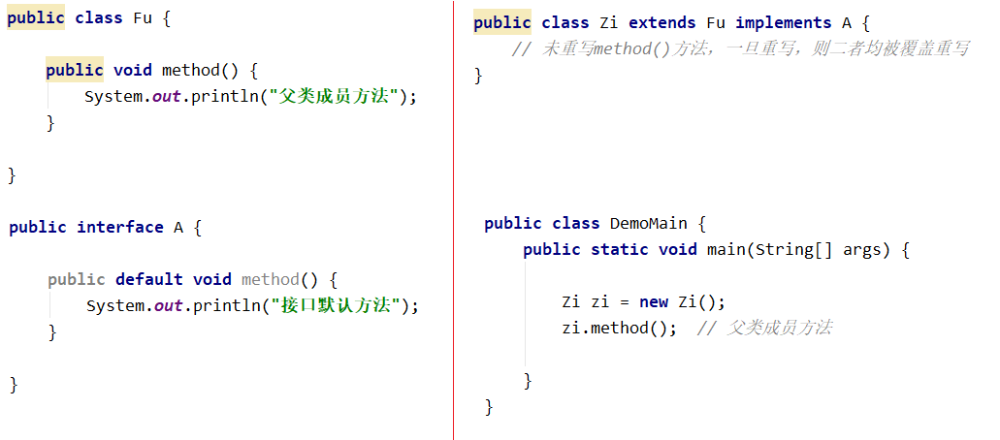 public class Fu {
public void method() {
System.out.println("父类成员方法");
}
}
public interface A {
public default void method() {
System.out.println("接口默认方法");
}
}
public class Zi extends Fu implements A {
// 未重写method()方法，一旦重写，则二者均被覆盖重写
}
public class DemoMain {
public static void main(String[] args) {
Zi zi = new Zi();
zi.method(); // 父类成员方法
}
}